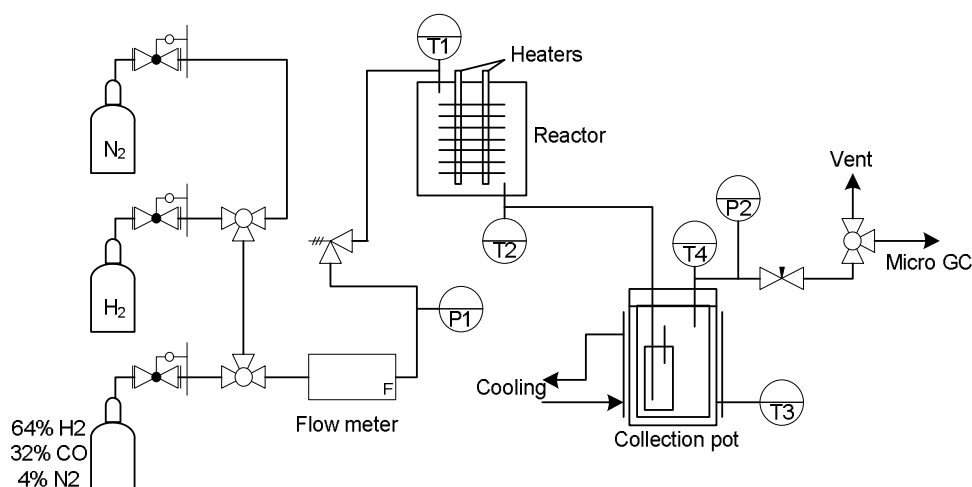 T1
Heaters
N2
Reactor
Vent
P2
T2
T4
Micro GC
H2
P1
Cooling
F
Flow meter
T3
64% H2
32% CO
4% N2
Collection pot